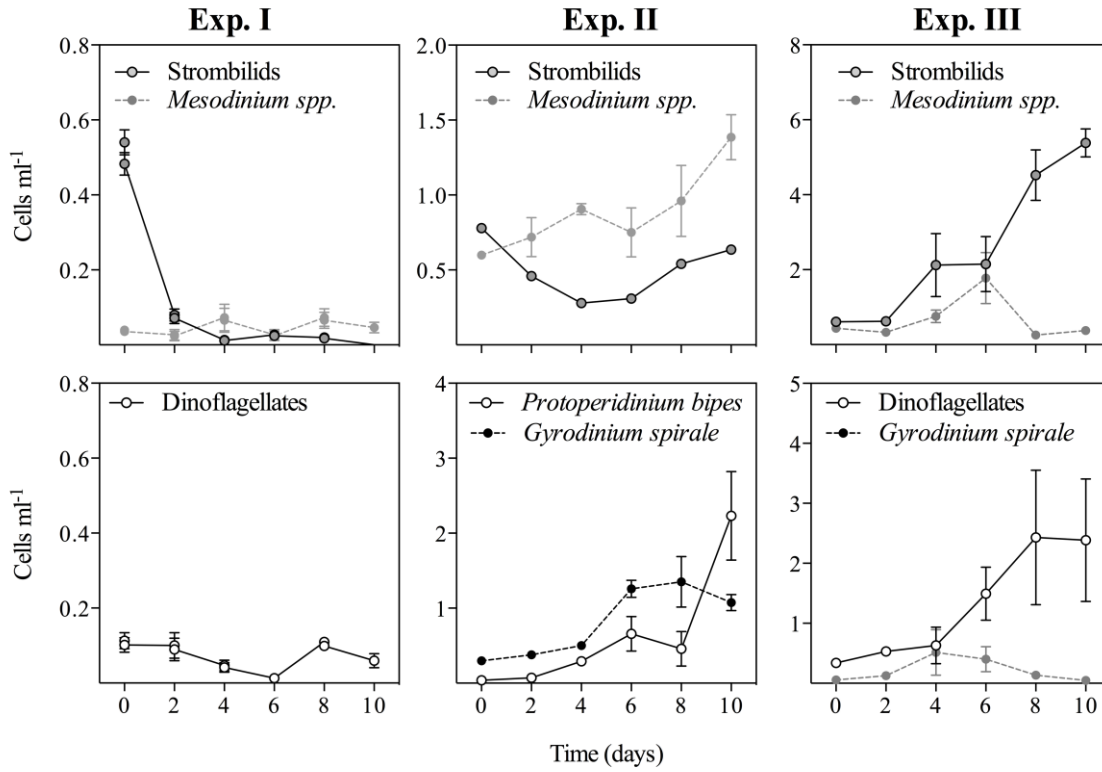 Exp. I
Exp. II
Exp. III
0.8
0.6
0.4
0.2
Cells ml⁻¹
Strombilids
Mesodinium spp.
2.0
1.5
1.0
0.5
Strombilids
Mesodinium spp.
8
6
4
2
Strombilids
Mesodinium spp.
0.8
0.6
0.4
0.2
Cells ml⁻¹
Dinoflagellates
0 2 4 6 8 10
4
3
2
1
Protoperidinium bipes
Gyrodinium spirale
0 2 4 6 8 10
5
4
3
2
1
Dinoflagellates
Gyrodinium spirale
0 2 4 6 8 10
Time (days)